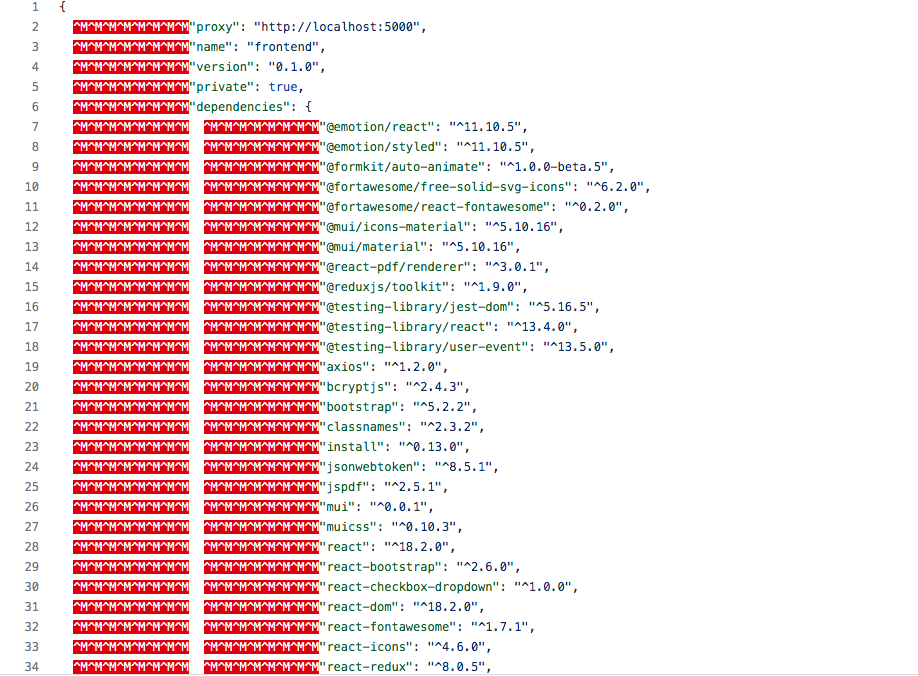 1 {
2 ^M^M^M^M^M^M^M^M"proxy": "http://localhost:5000",
3 ^M^M^M^M^M^M^M^M"name": "frontend",
4 ^M^M^M^M^M^M^M^M"version": "0.1.0",
5 ^M^M^M^M^M^M^M^M"private": true,
6 ^M^M^M^M^M^M^M^M"dependencies": {
7 ^M^M^M^M^M^M^M^M ^M^M^M^M^M^M^M^M"@emotion/react": "^11.10.5",
8 ^M^M^M^M^M^M^M^M ^M^M^M^M^M^M^M^M"@emotion/styled": "^11.10.5",
9 ^M^M^M^M^M^M^M^M ^M^M^M^M^M^M^M^M"@formkit/auto-animate": "^1.0.0-beta.5",
10 ^M^M^M^M^M^M^M^M ^M^M^M^M^M^M^M^M"@fortawesome/free-solid-svg-icons": "^6.2.0",
11 ^M^M^M^M^M^M^M^M ^M^M^M^M^M^M^M^M"@fortawesome/react-fontawesome": "^0.2.0",
12 ^M^M^M^M^M^M^M^M ^M^M^M^M^M^M^M^M"@mui/icons-material": "^5.10.16",
13 ^M^M^M^M^M^M^M^M ^M^M^M^M^M^M^M^M"@mui/material": "^5.10.16",
14 ^M^M^M^M^M^M^M^M ^M^M^M^M^M^M^M^M"@react-pdf/renderer": "^3.0.1",
15 ^M^M^M^M^M^M^M^M ^M^M^M^M^M^M^M^M"@reduxjs/toolkit": "^1.9.0",
16 ^M^M^M^M^M^M^M^M ^M^M^M^M^M^M^M^M"@testing-library/jest-dom": "^5.16.5",
17 ^M^M^M^M^M^M^M^M ^M^M^M^M^M^M^M^M"@testing-library/react": "^13.4.0",
18 ^M^M^M^M^M^M^M^M ^M^M^M^M^M^M^M^M"@testing-library/user-event": "^13.5.0",
19 ^M^M^M^M^M^M^M^M ^M^M^M^M^M^M^M^M"axios": "^1.2.0",
20 ^M^M^M^M^M^M^M^M ^M^M^M^M^M^M^M^M"bcryptjs": "^2.4.3",
21 ^M^M^M^M^M^M^M^M ^M^M^M^M^M^M^M^M"bootstrap": "^5.2.2",
22 ^M^M^M^M^M^M^M^M ^M^M^M^M^M^M^M^M"classnames": "^2.3.2",
23 ^M^M^M^M^M^M^M^M ^M^M^M^M^M^M^M^M"install": "^0.13.0",
24 ^M^M^M^M^M^M^M^M ^M^M^M^M^M^M^M^M"jsonwebtoken": "^8.5.1",
25 ^M^M^M^M^M^M^M^M ^M^M^M^M^M^M^M^M"jspdf": "^2.5.1",
26 ^M^M^M^M^M^M^M^M ^M^M^M^M^M^M^M^M"mui": "^0.0.1",
27 ^M^M^M^M^M^M^M^M ^M^M^M^M^M^M^M^M"muicss": "^0.10.3",
28 ^M^M^M^M^M^M^M^M ^M^M^M^M^M^M^M^M"react": "^18.2.0",
29 ^M^M^M^M^M^M^M^M ^M^M^M^M^M^M^M^M"react-bootstrap": "^2.6.0",
30 ^M^M^M^M^M^M^M^M ^M^M^M^M^M^M^M^M"react-checkbox-dropdown": "^1.0.0",
31 ^M^M^M^M^M^M^M^M ^M^M^M^M^M^M^M^M"react-dom": "^18.2.0",
32 ^M^M^M^M^M^M^M^M ^M^M^M^M^M^M^M^M"react-fontawesome": "^1.7.1",
33 ^M^M^M^M^M^M^M^M ^M^M^M^M^M^M^M^M"react-icons": "^4.6.0",
34 ^M^M^M^M^M^M^M^M ^M^M^M^M^M^M^M^M"react-redux": "^8.0.5",